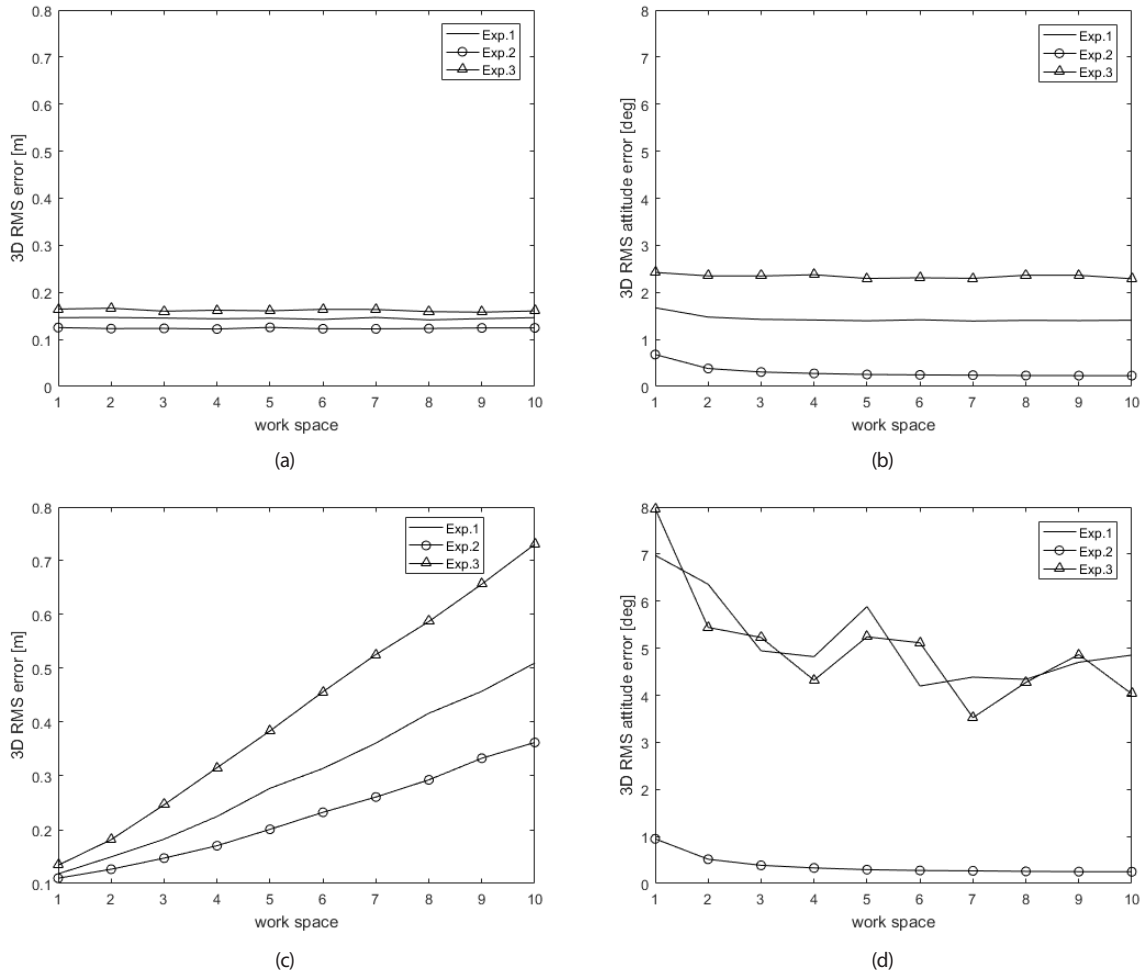 0.8
0.7
0.6
0.5
0.4
0.3
0.2
0.1
0
3D RMS error [m]
Exp.1
Exp.2
Exp.3
1 2 3 4 5 6 7 8 9 10
work space
(a)
8
7
6
5
4
3
2
1
0
3D RMS attitude error [deg]
Exp.1
Exp.2
Exp.3
1 2 3 4 5 6 7 8 9 10
work space
(b)
0.8
0.7
0.6
0.5
0.4
0.3
0.2
0.1
3D RMS error [m]
Exp.1
Exp.2
Exp.3
1 2 3 4 5 6 7 8 9 10
work space
(c)
8
7
6
5
4
3
2
1
0
3D RMS attitude error [deg]
Exp.1
Exp.2
Exp.3
1 2 3 4 5 6 7 8 9 10
work space
(d)